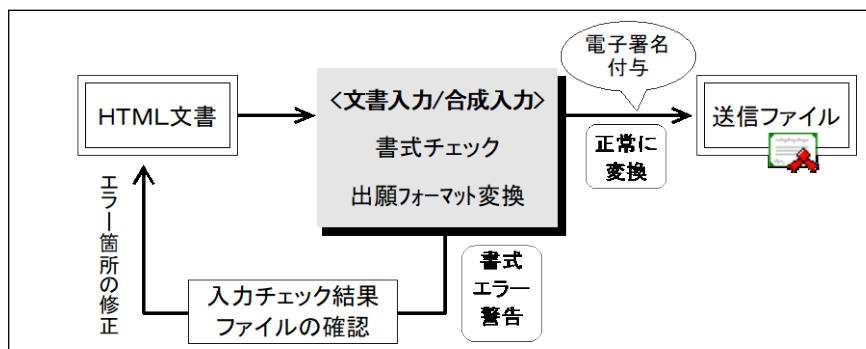 電子署名
付与
HTML文書
<文書入力/合成入力>
書式チェック
出願フォーマット変換
正常に
変換
送信ファイル
エラー箇所の修正
入力チェック結果
ファイルの確認
書式
エラー
警告